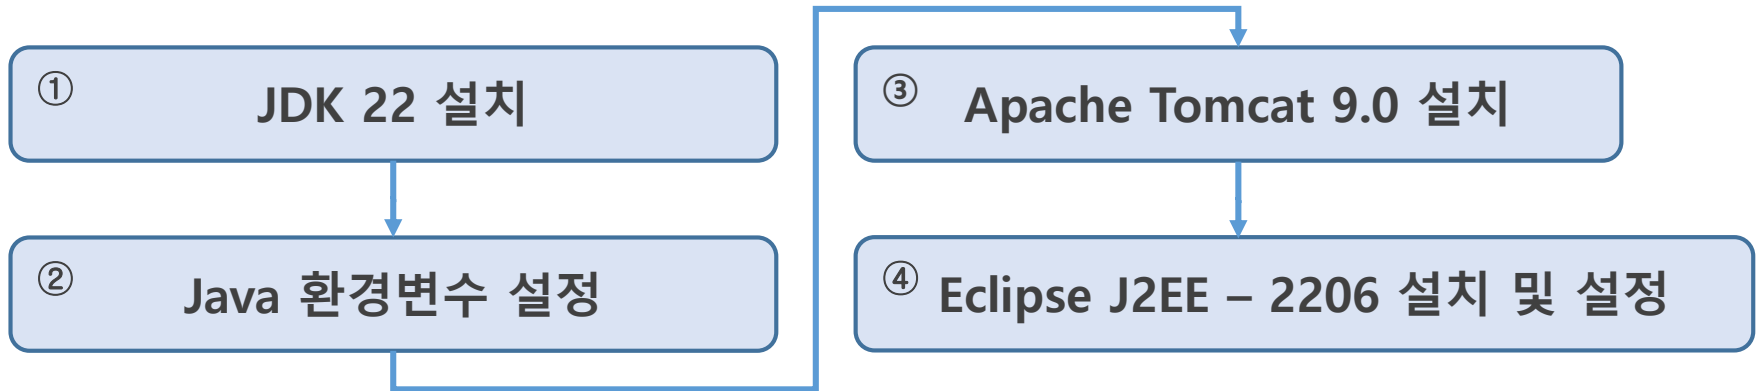 ① JDK 22 설치
② Java 환경변수 설정
③ Apache Tomcat 9.0 설치
④ Eclipse J2EE – 2206 설치 및 설정